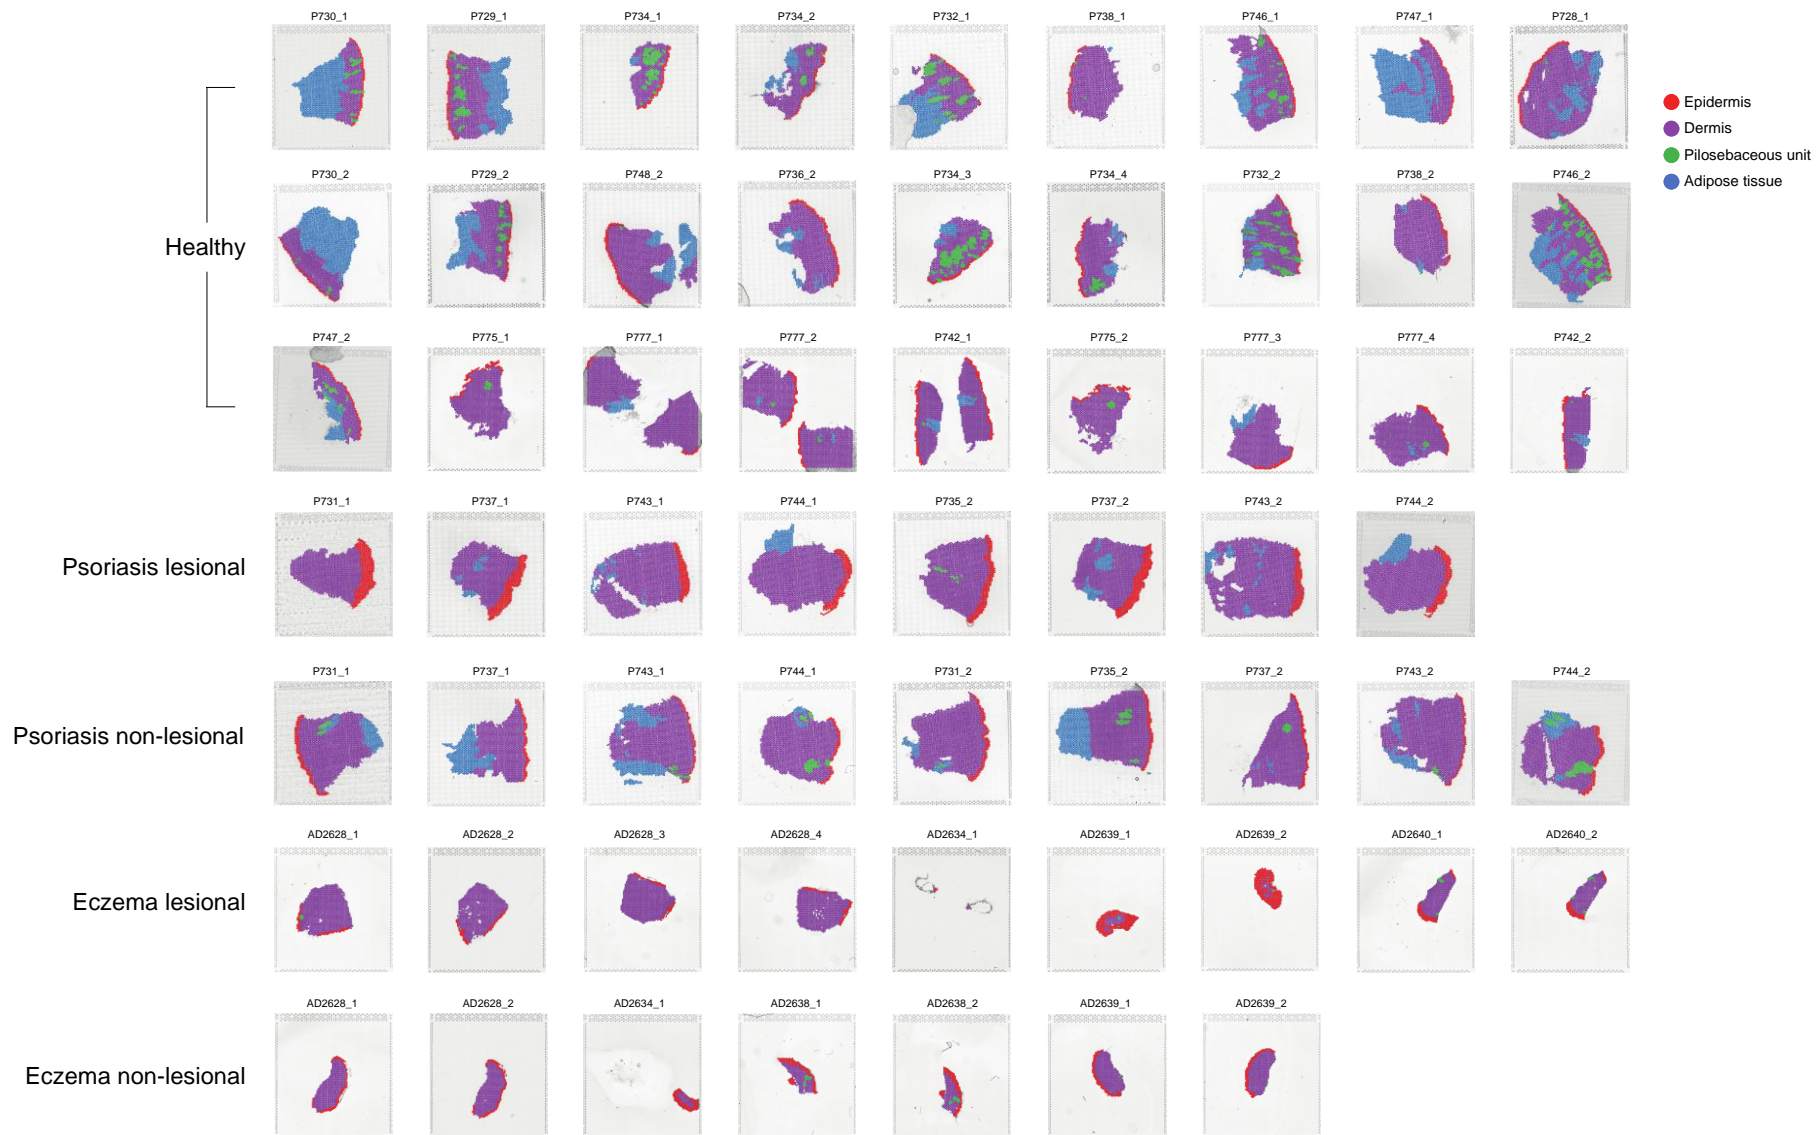 P730_1 P729_1 P734_1 P734_2 P732_1 P738_1 P746_1 P747_1 P728_1
Epidermis
Dermis
Pilosebaceous unit
Adipose tissue
P730_2 P729_2 P748_2 P736_2 P734_3 P734_4 P732_2 P738_2 P746_2
Healthy
P747_2 P775_1 P777_1 P777_2 P742_1 P775_2 P777_3 P777_4 P742_2
P731_1 P737_1 P743_1 P744_1 P735_2 P737_2 P743_2 P744_2
Psoriasis lesional
P731_1 P737_1 P743_1 P744_1 P731_2 P735_2 P737_2 P743_2 P744_2
Psoriasis non-lesional
AD2628_1 AD2628_2 AD2628_3 AD2628_4 AD2634_1 AD2639_1 AD2639_2 AD2640_1 AD2640_2
Eczema lesional
AD2628_1 AD2628_2 AD2634_1 AD2638_1 AD2638_2 AD2639_1 AD2639_2
Eczema non-lesional